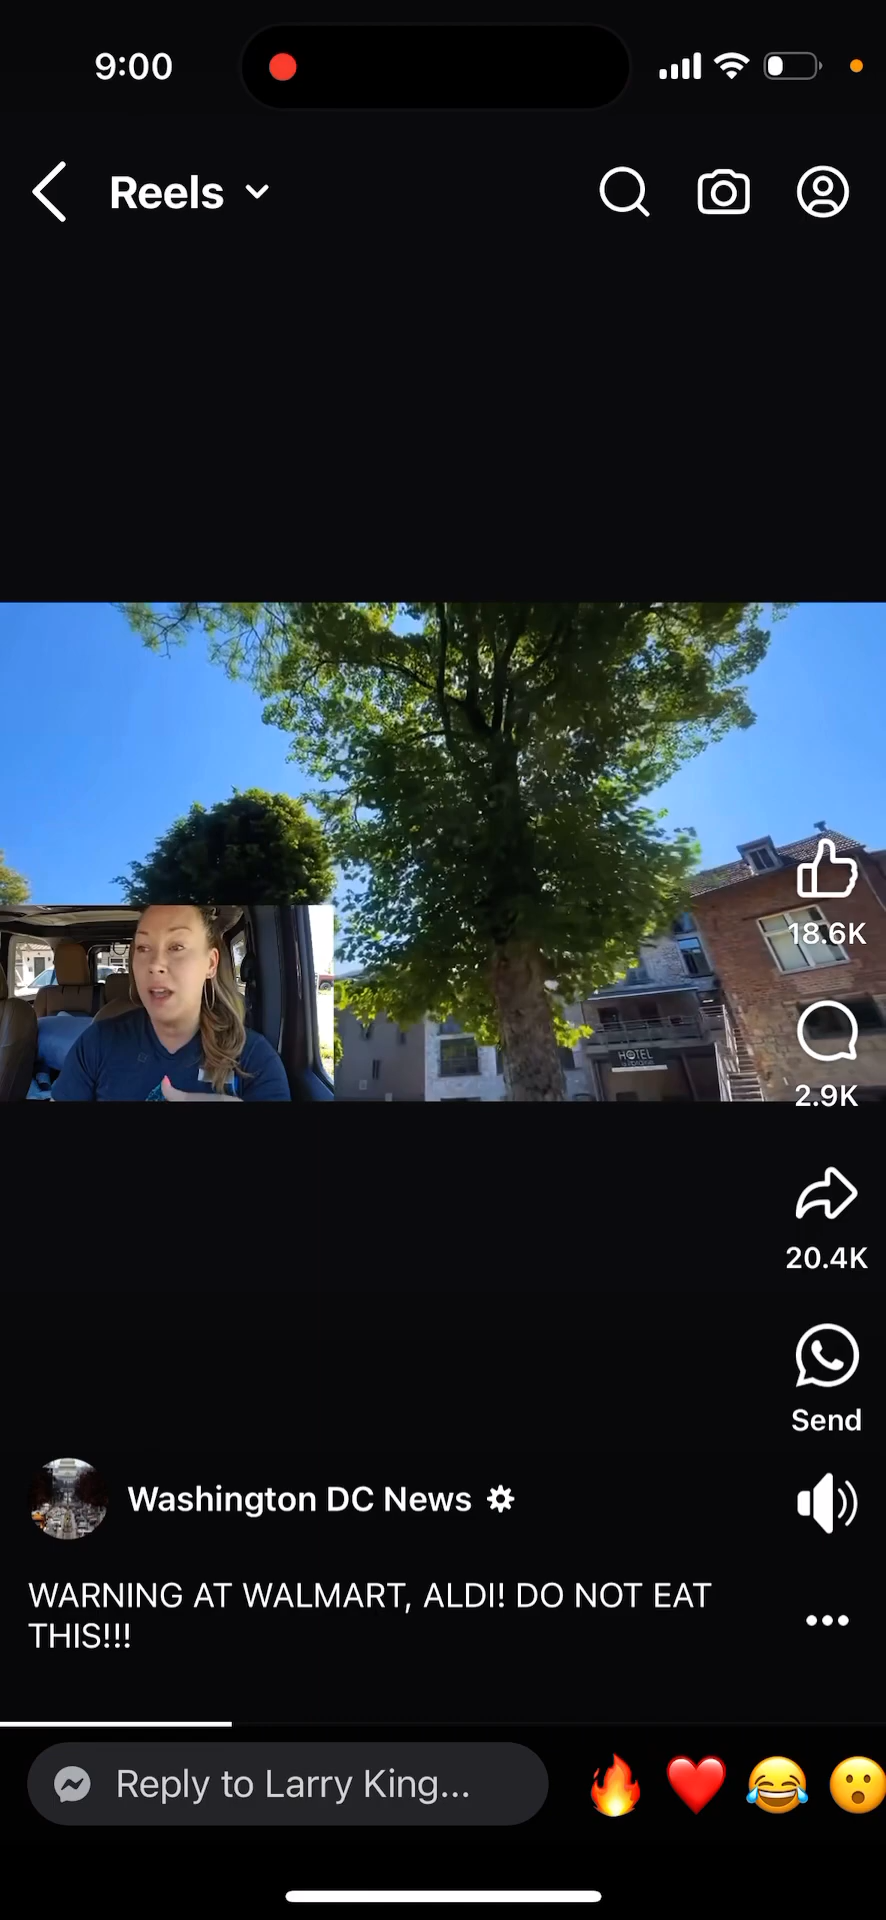 9:00
Reels
HOTEL
18.6K
2.9K
20.4K
Send
Washington DC News
WARNING AT WALMART, ALDI! DO NOT EAT
THIS!!!
Reply to Larry King...